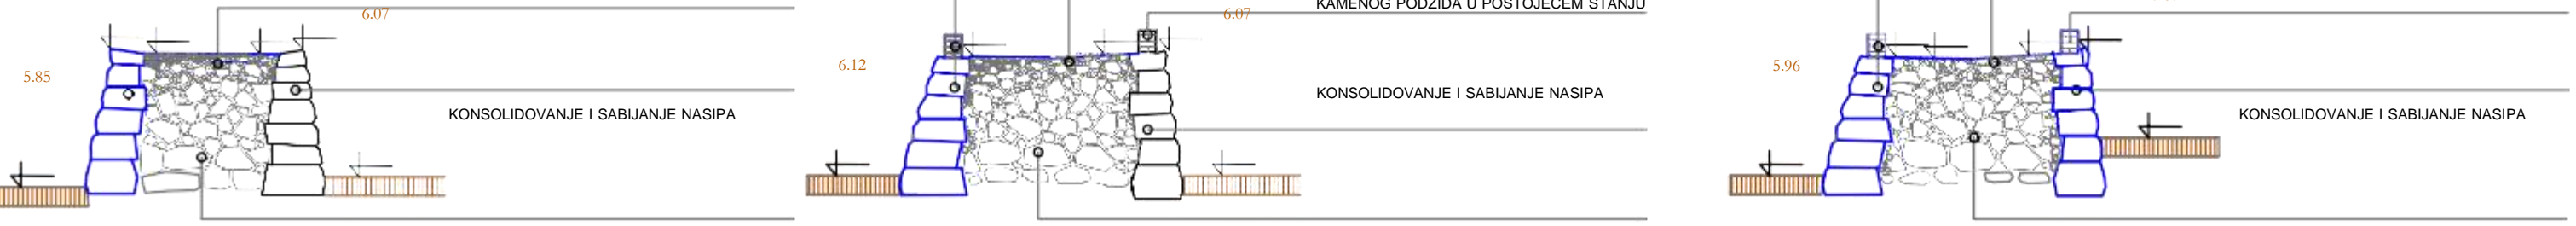 6.07
5.85
KONSOLIDOVANJE I SABIJANJE NASIPA
KAMENOG PODZIDA U POSTOJEĆEM STANJU
6.07
6.12
KONSOLIDOVANJE I SABIJANJE NASIPA
5.96
KONSOLIDOVANJE I SABIJANJE NASIPA